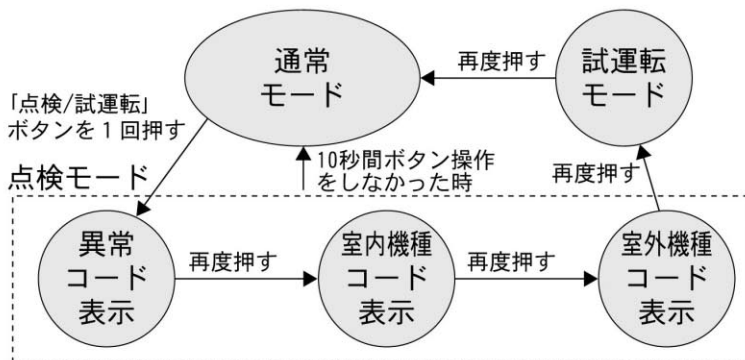 通常
モード
再度押す
試運転
モード
「点検/試運転」
ボタンを1回押す
10秒間ボタン操作
をしなかった時
再度押す
点検モード
異常
コード
表示
再度押す
室内機種
コード
表示
再度押す
室外機種
コード
表示